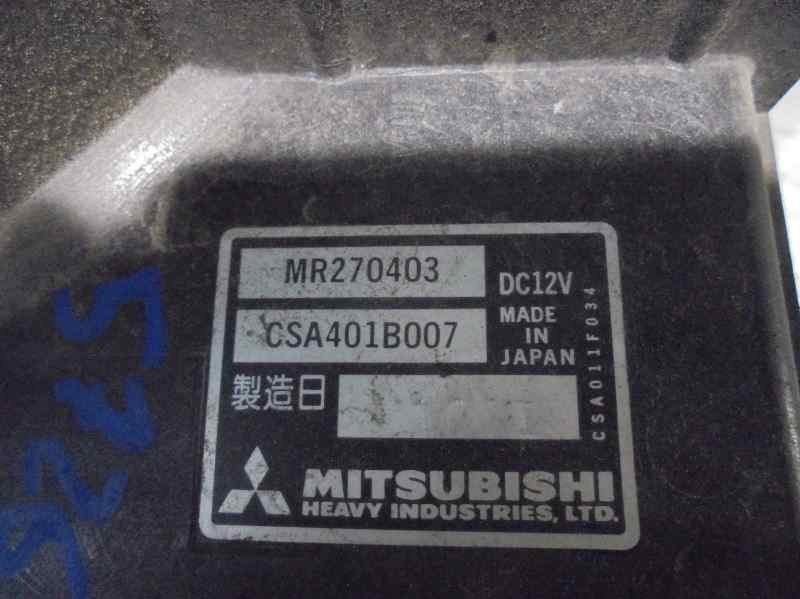 MR270403
CSA401B007
DC12V
MADE
IN
JAPAN
製造日
CSA011F034
MITSUBISHI
HEAVY INDUSTRIES, LTD.